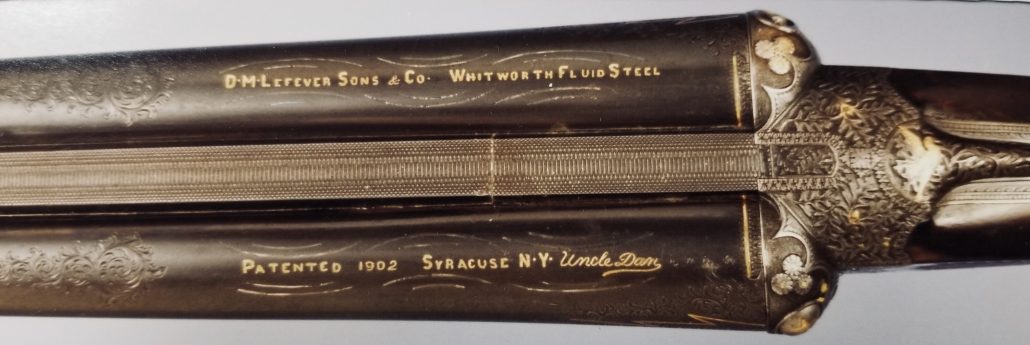 D·M·LEFEVER SONS & CO· WHITWORTH FLUID STEEL
PATENTED 1902 SYRACUSE N·Y· Uncle Dan